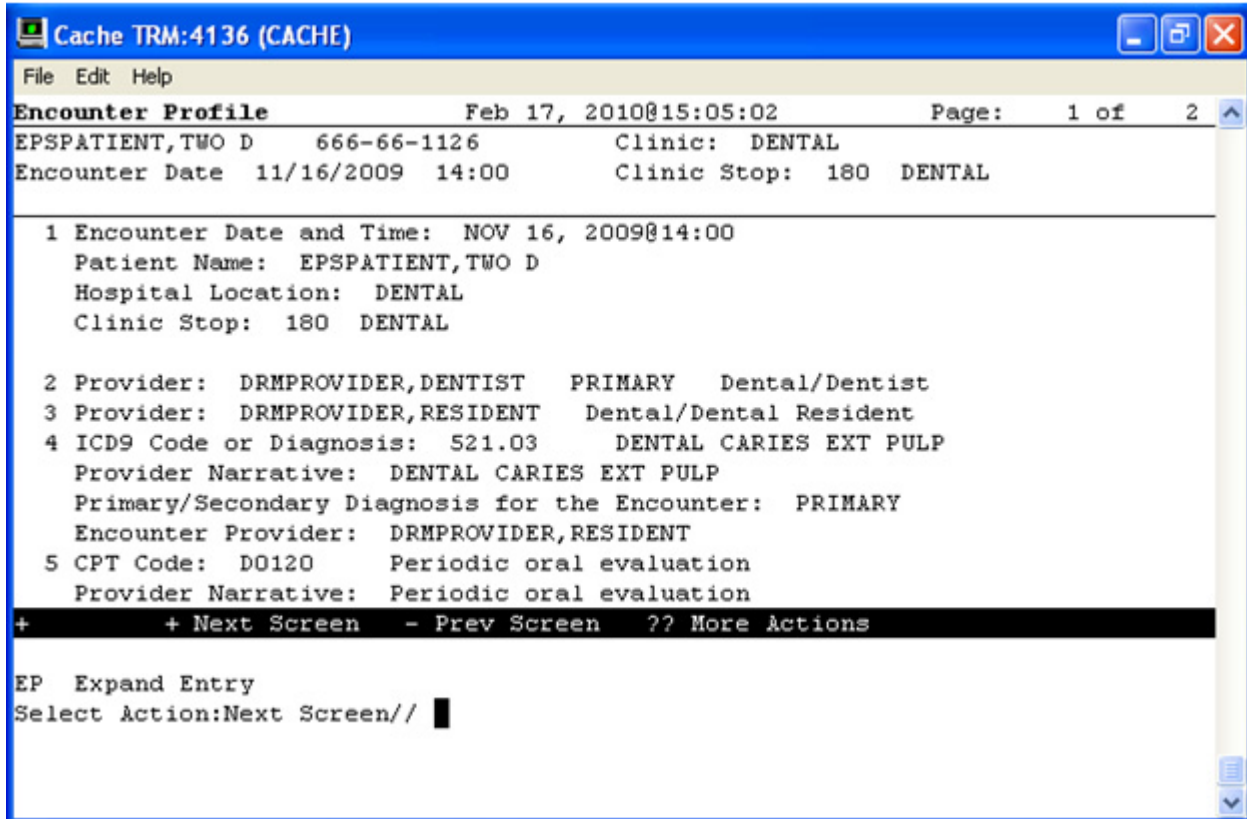 Cache TRM:4136 (CACHE)
File Edit Help
Encounter Profile Feb 17, 2010@15:05:02 Page: 1 of 2
EPSPATIENT,TWO D 666-66-1126 Clinic: DENTAL
Encounter Date 11/16/2009 14:00 Clinic Stop: 180 DENTAL
1 Encounter Date and Time: NOV 16, 2009@14:00
Patient Name: EPSPATIENT,TWO D
Hospital Location: DENTAL
Clinic Stop: 180 DENTAL
2 Provider: DRMPROVIDER,DENTIST PRIMARY Dental/Dentist
3 Provider: DRMPROVIDER,RESIDENT Dental/Dental Resident
4 ICD9 Code or Diagnosis: 521.03 DENTAL CARIES EXT PULP
Provider Narrative: DENTAL CARIES EXT PULP
Primary/Secondary Diagnosis for the Encounter: PRIMARY
Encounter Provider: DRMPROVIDER,RESIDENT
5 CPT Code: D0120 Periodic oral evaluation
Provider Narrative: Periodic oral evaluation
+ + Next Screen - Prev Screen ?? More Actions
EP Expand Entry
Select Action:Next Screen//